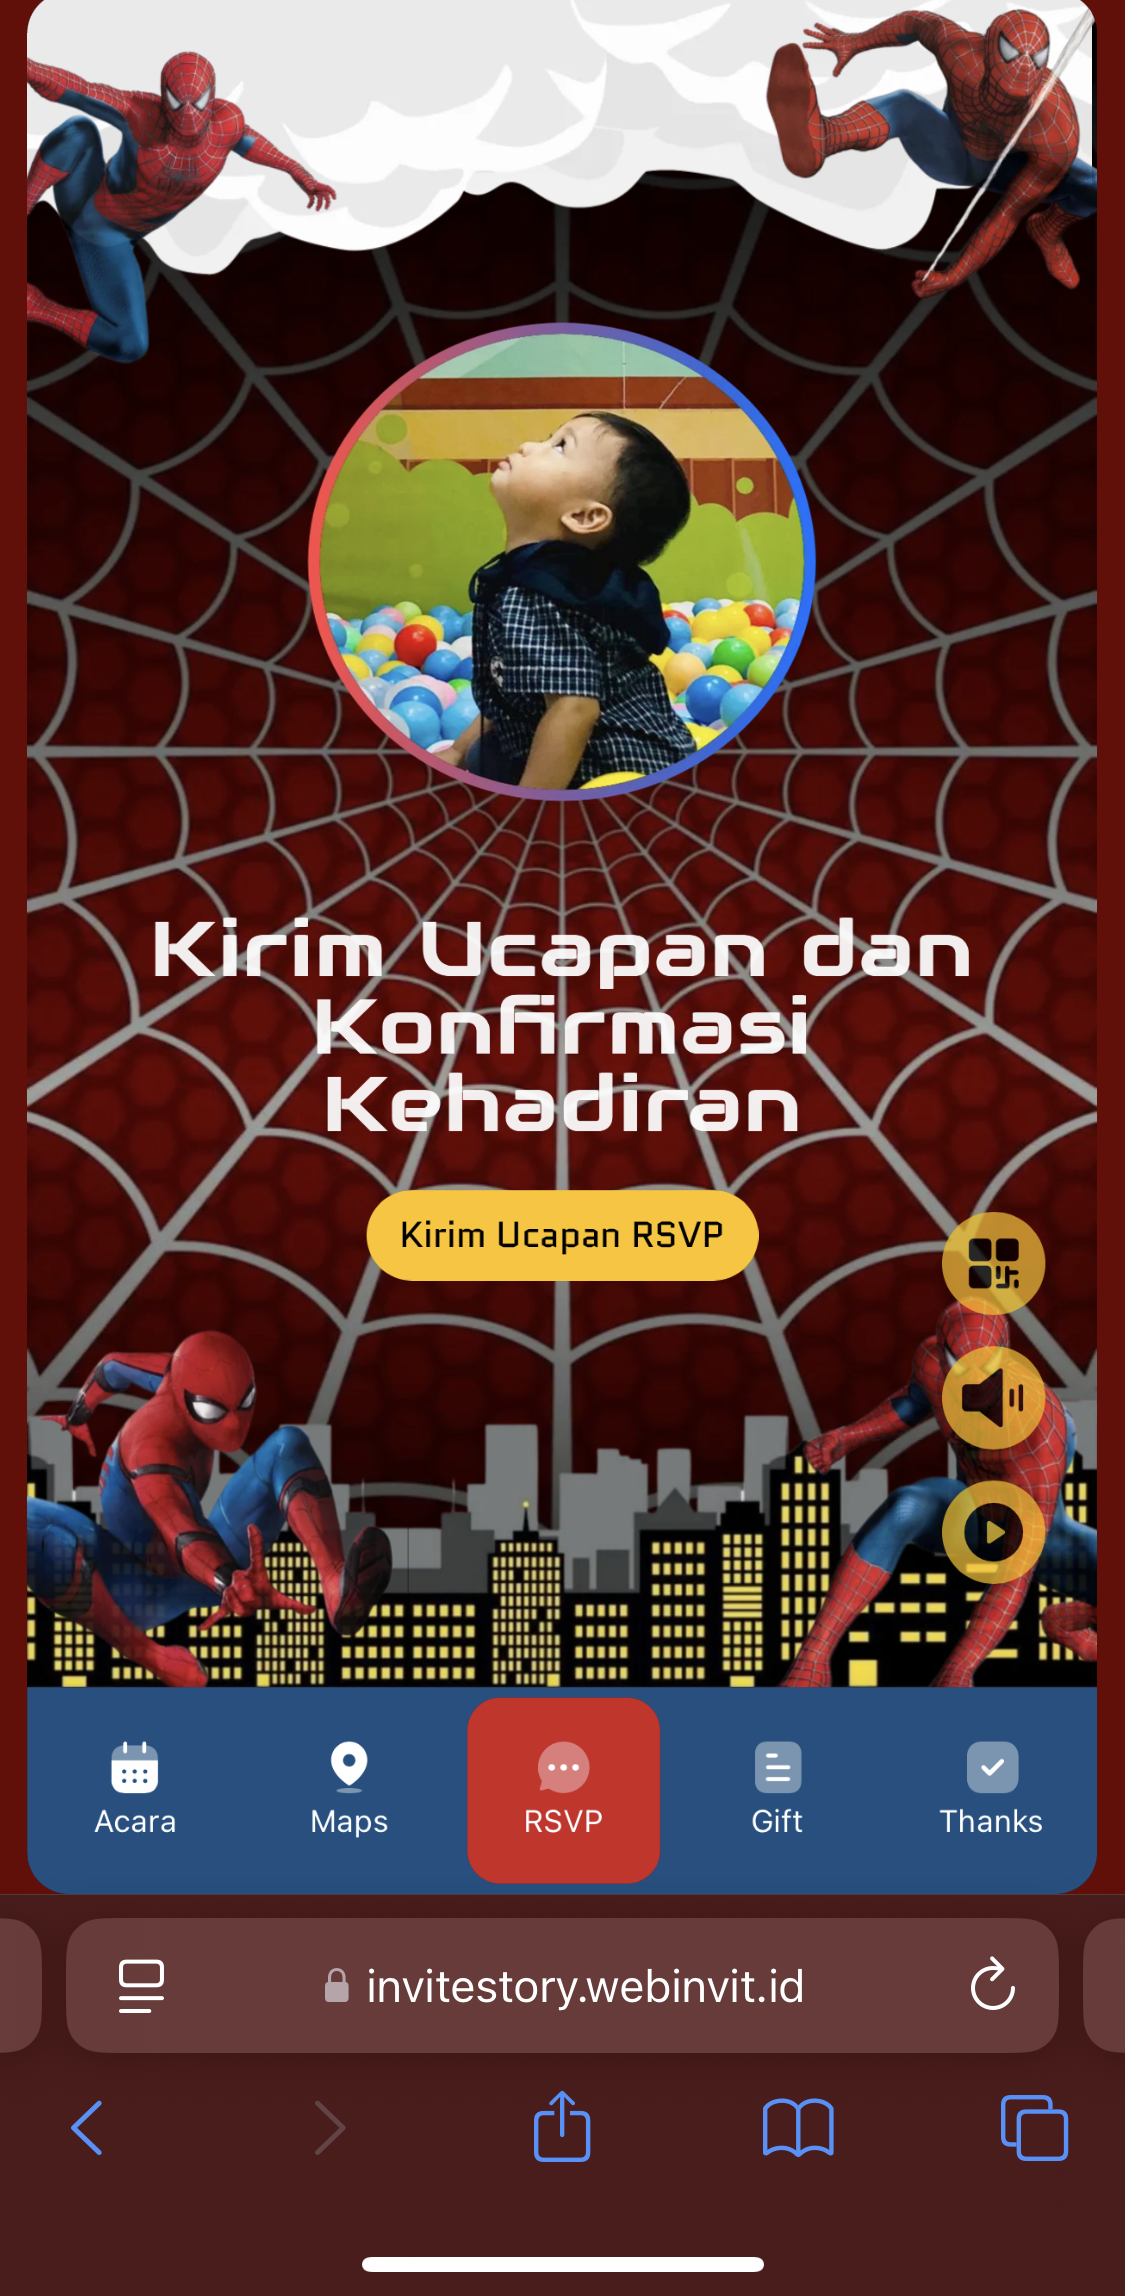 Kirim Ucapan dan
Konfirmasi
Kehadiran
Kirim Ucapan RSVP
Acara
Maps
RSVP
Gift
Thanks
invitestory.webinvit.id